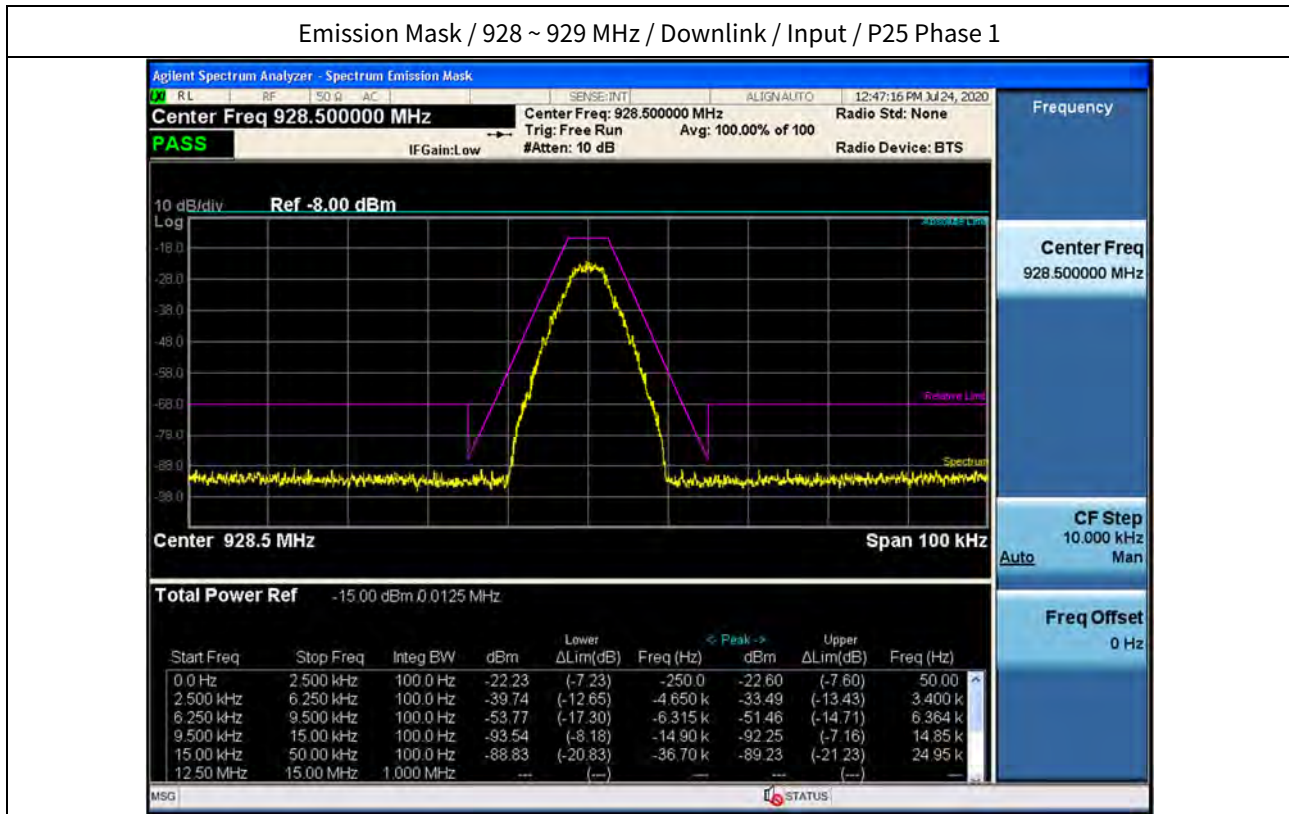 Emission Mask / 928 ~ 929 MHz / Downlink / Input / P25 Phase 1
Agilent Spectrum Analyzer - Spectrum Emission Mask
LXI RL RF 50 Ω AC SENSE:INT ALIGNAUTO 12:47:16 PM Jul 24, 2020
Center Freq 928.500000 MHz Center Freq: 928.500000 MHz Radio Std: None
Trig: Free Run Avg: 100.00% of 100
PASS IFGain:Low #Atten: 10 dB Radio Device: BTS
Frequency
10 dB/div Ref -8.00 dBm
Log
Absolute Limit
-18.0
-28.0
-38.0
-48.0
-58.0
-68.0
Relative Limit
-78.0
-88.0
Spectrum
-98.0
Center 928.5 MHz Span 100 kHz
Center Freq
928.500000 MHz
CF Step
10.000 kHz
Auto Man
Freq Offset
0 Hz
Total Power Ref -15.00 dBm/0.0125 MHz
Lower <- Peak -> Upper
Start Freq Stop Freq Integ BW dBm ΔLim(dB) Freq (Hz) dBm ΔLim(dB) Freq (Hz)
0.0 Hz 2.500 kHz 100.0 Hz -22.23 (-7.23) -250.0 -22.60 (-7.60) 50.00
2.500 kHz 6.250 kHz 100.0 Hz -39.74 (-12.65) -4.650 k -33.49 (-13.43) 3.400 k
6.250 kHz 9.500 kHz 100.0 Hz -53.77 (-17.30) -6.315 k -51.46 (-14.71) 6.364 k
9.500 kHz 15.00 kHz 100.0 Hz -93.54 (-8.18) -14.90 k -92.25 (-7.16) 14.85 k
15.00 kHz 50.00 kHz 100.0 Hz -88.83 (-20.83) -36.70 k -89.23 (-21.23) 24.95 k
12.50 MHz 15.00 MHz 1.000 MHz --- (---) --- --- (---) ---
MSG STATUS